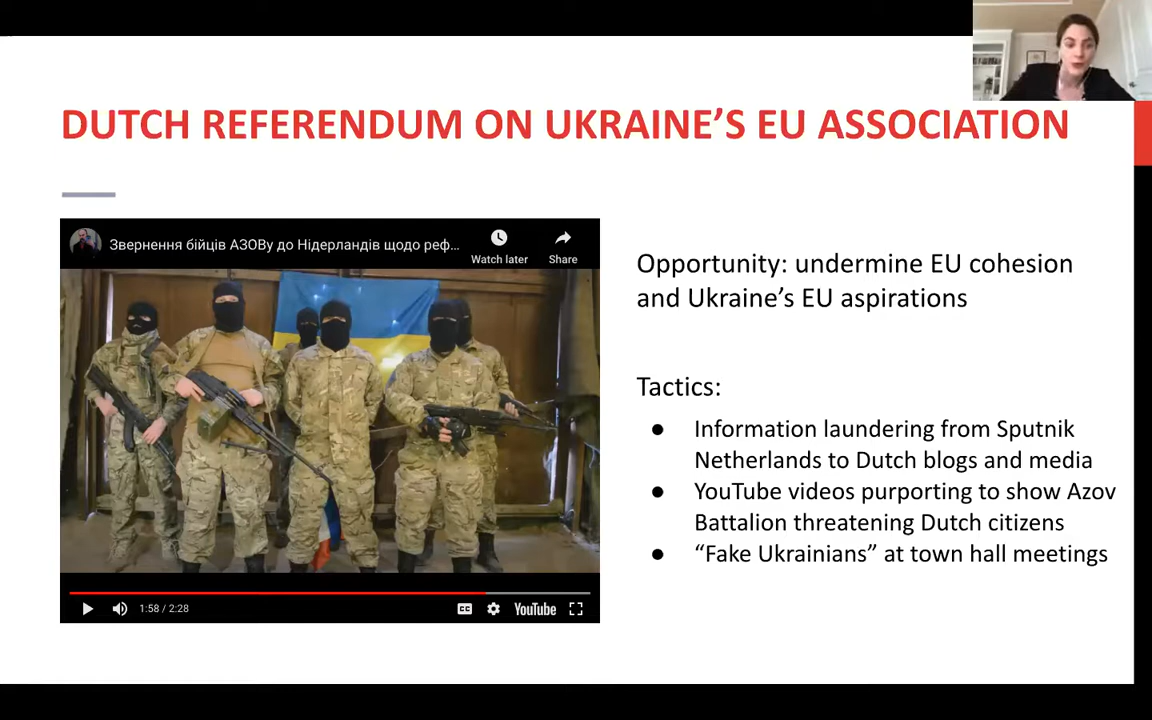 DUTCH REFERENDUM ON UKRAINE’S EU ASSOCIATION
Звернення бійців АЗОВу до Нідерландів щодо реф...
Watch later
Share
1:58 / 2:28
CC
YouTube
Opportunity: undermine EU cohesion
and Ukraine’s EU aspirations
Tactics:
● Information laundering from Sputnik
Netherlands to Dutch blogs and media
● YouTube videos purporting to show Azov
Battalion threatening Dutch citizens
● “Fake Ukrainians” at town hall meetings